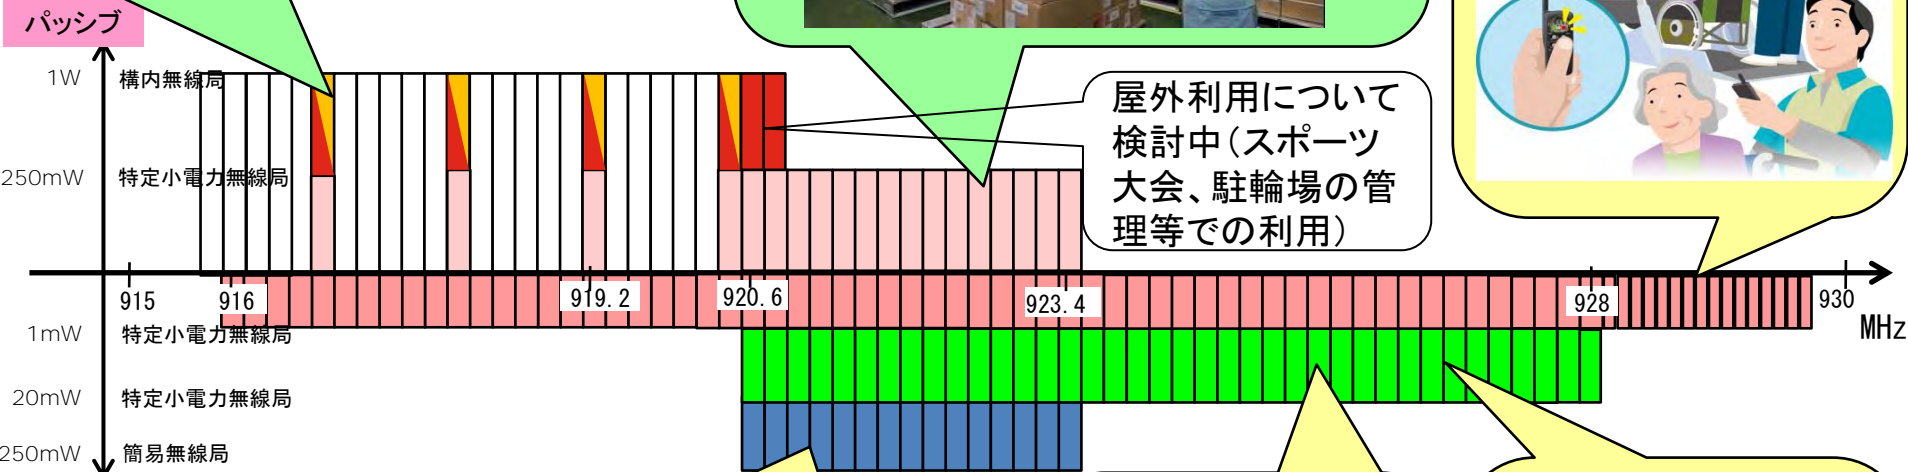 パッシブ
1W 構内無線局
屋外利用について
検討中(スポーツ
大会、駐輪場の管
理等での利用)
250mW 特定小電力無線局
915 916 919.2 920.6 923.4 928 930
MHz
1mW 特定小電力無線局
20mW 特定小電力無線局
250mW 簡易無線局